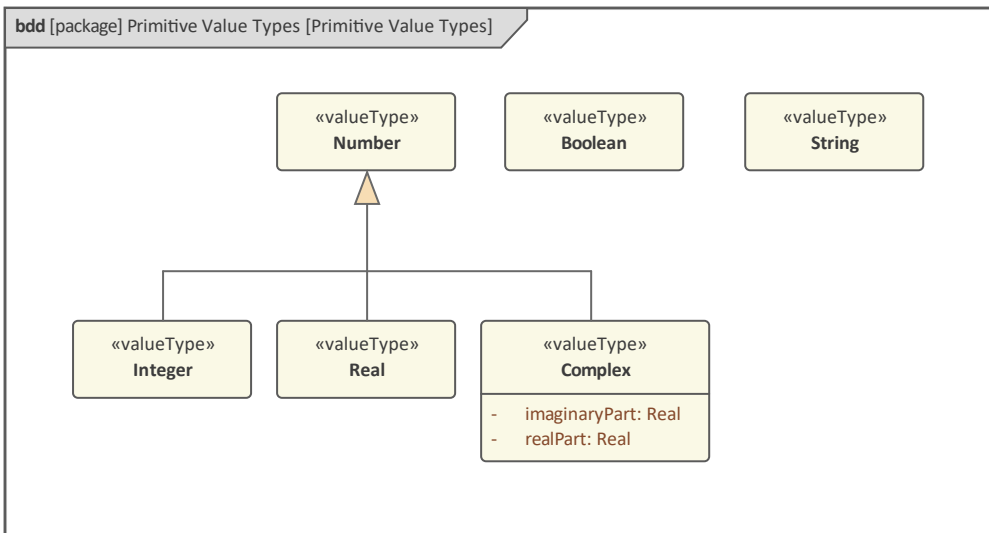 bdd [package] Primitive Value Types [Primitive Value Types]
«valueType»
Number
«valueType»
Boolean
«valueType»
String
«valueType»
Integer
«valueType»
Real
«valueType»
Complex
- imaginaryPart: Real
- realPart: Real